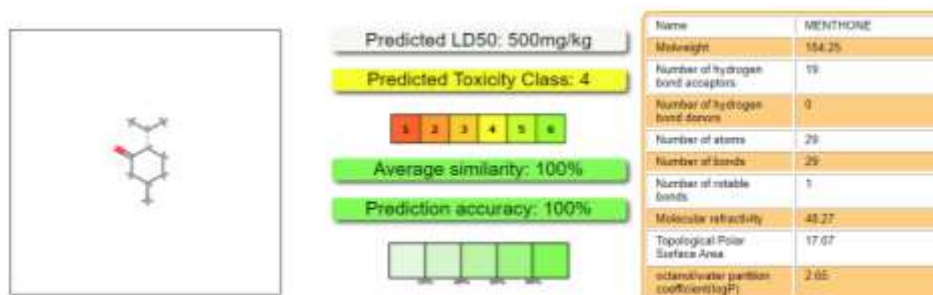 Predicted LD50: 500mg/kg
Predicted Toxicity Class: 4
1 2 3 4 5 6
Average similarity: 100%
Prediction accuracy: 100%
Name MENTHONE
Molweight 154.25
Number of hydrogen
bond acceptors 19
Number of hydrogen
bond donors 0
Number of atoms 29
Number of bonds 29
Number of rotable
bonds 1
Molecular refractivity 48.27
Topological Polar
Surface Area 17.07
octanol/water partition
coefficient(logP) 2.65